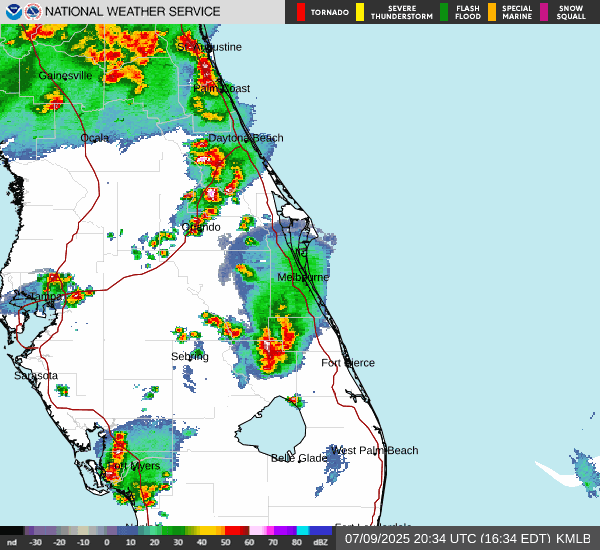 NATIONAL WEATHER SERVICE
TORNADO
SEVERE THUNDERSTORM
FLASH FLOOD
SPECIAL MARINE
SNOW SQUALL
St Augustine
Gainesville
Palm Coast
Ocala
Daytona Beach
Orlando
Melbourne
Tampa
Sebring
Fort Pierce
Sarasota
West Palm Beach
Belle Glade
Fort Myers
nd -30 -20 -10 0 10 20 30 40 50 60 70 80 dBZ
07/09/2025 20:34 UTC (16:34 EDT) KMLB